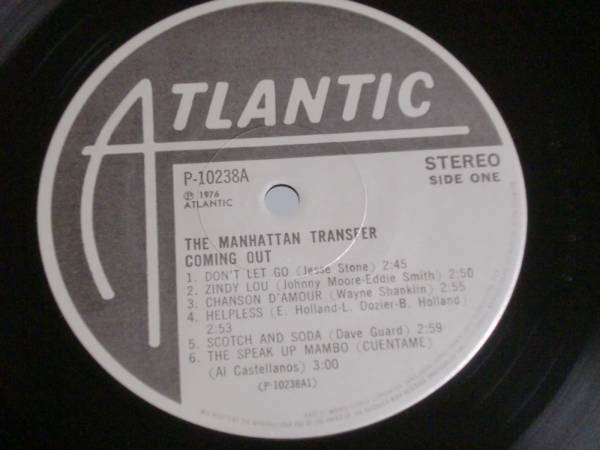 ATLANTIC
P-10238A
STEREO
SIDE ONE
℗ 1976
ATLANTIC
THE MANHATTAN TRANSFER
COMING OUT
1. DON'T LET GO (Jesse Stone) 2:45
2. ZINDY LOU (Johnny Moore-Eddie Smith) 2:50
3. CHANSON D'AMOUR (Wayne Shanklin) 2:55
4. HELPLESS (E. Holland-L. Dozier-B. Holland)
2:53
5. SCOTCH AND SODA (Dave Guard) 2:59
6. THE SPEAK UP MAMBO (CUENTAME)
(Al Castellanos) 3:00
(P-10238A1)